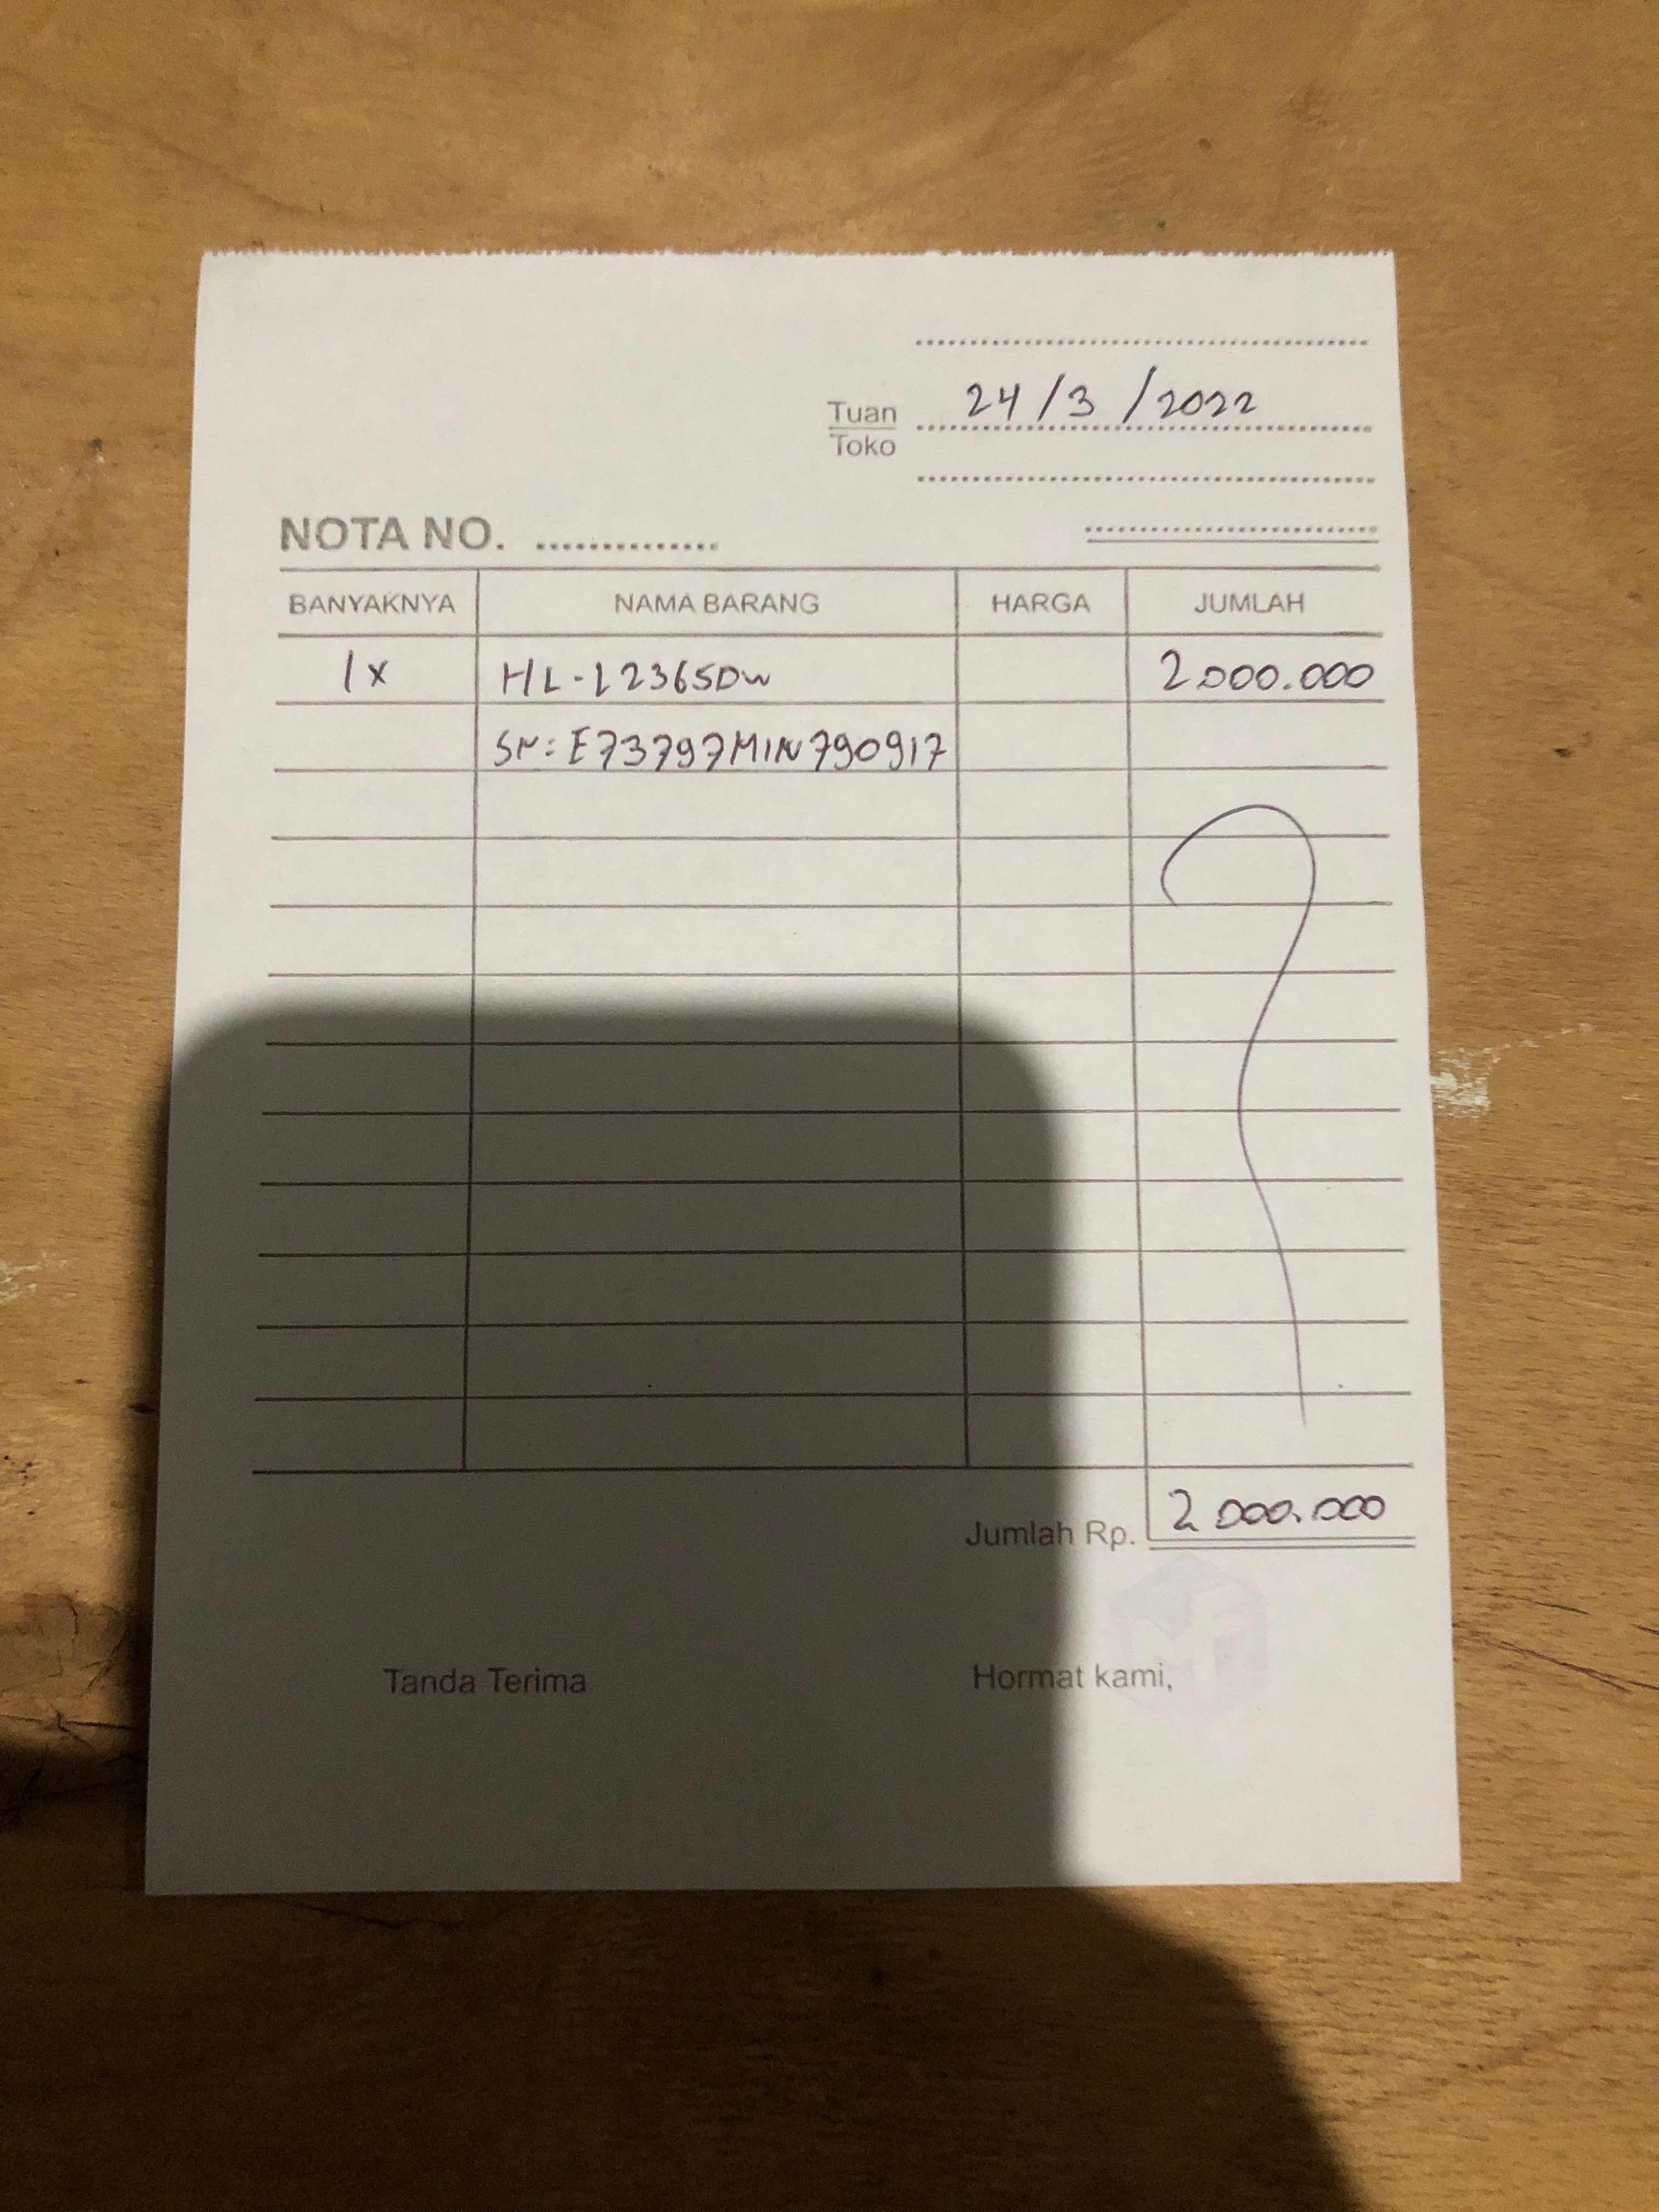 24/3/2022
Tuan
Toko
NOTA NO. ..............
BANYAKNYA NAMA BARANG HARGA JUMLAH
1x HL-L2365DW 2.000.000
SN: E73797M1N790917
Jumlah Rp. 2.000.000
Tanda Terima Hormat kami,